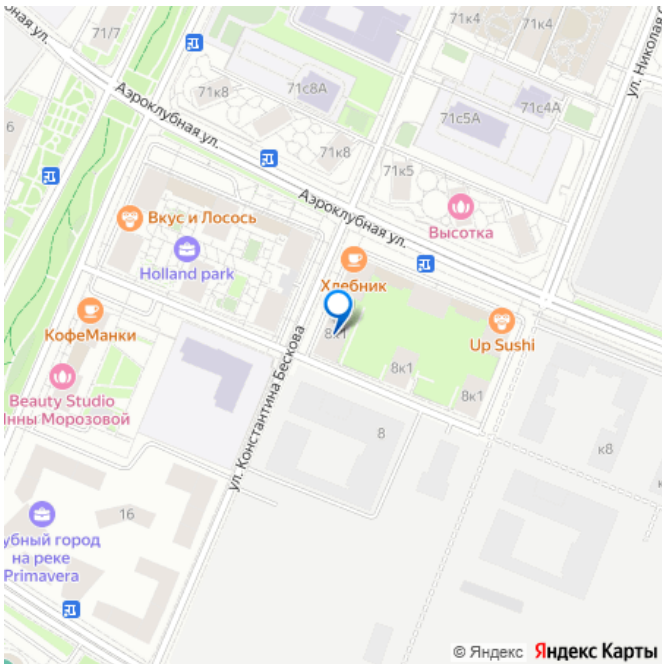 бная ул.
71/7
71к8
71с8А
71к4
71к4
ул. Николая
Аэроклубная ул.
71с5А
71с4А
6
71к8
71к5
Аэроклубная ул.
Высотка
Вкус и Лосось
Holland park
Хлебник
8к1
Up Sushi
КофеМанки
8к1
8к1
Beauty Studio
Инны Морозовой
ул. Константина Бескова
8
к8
16
убный город
на реке
Primavera
© Яндекс Яндекс Карты